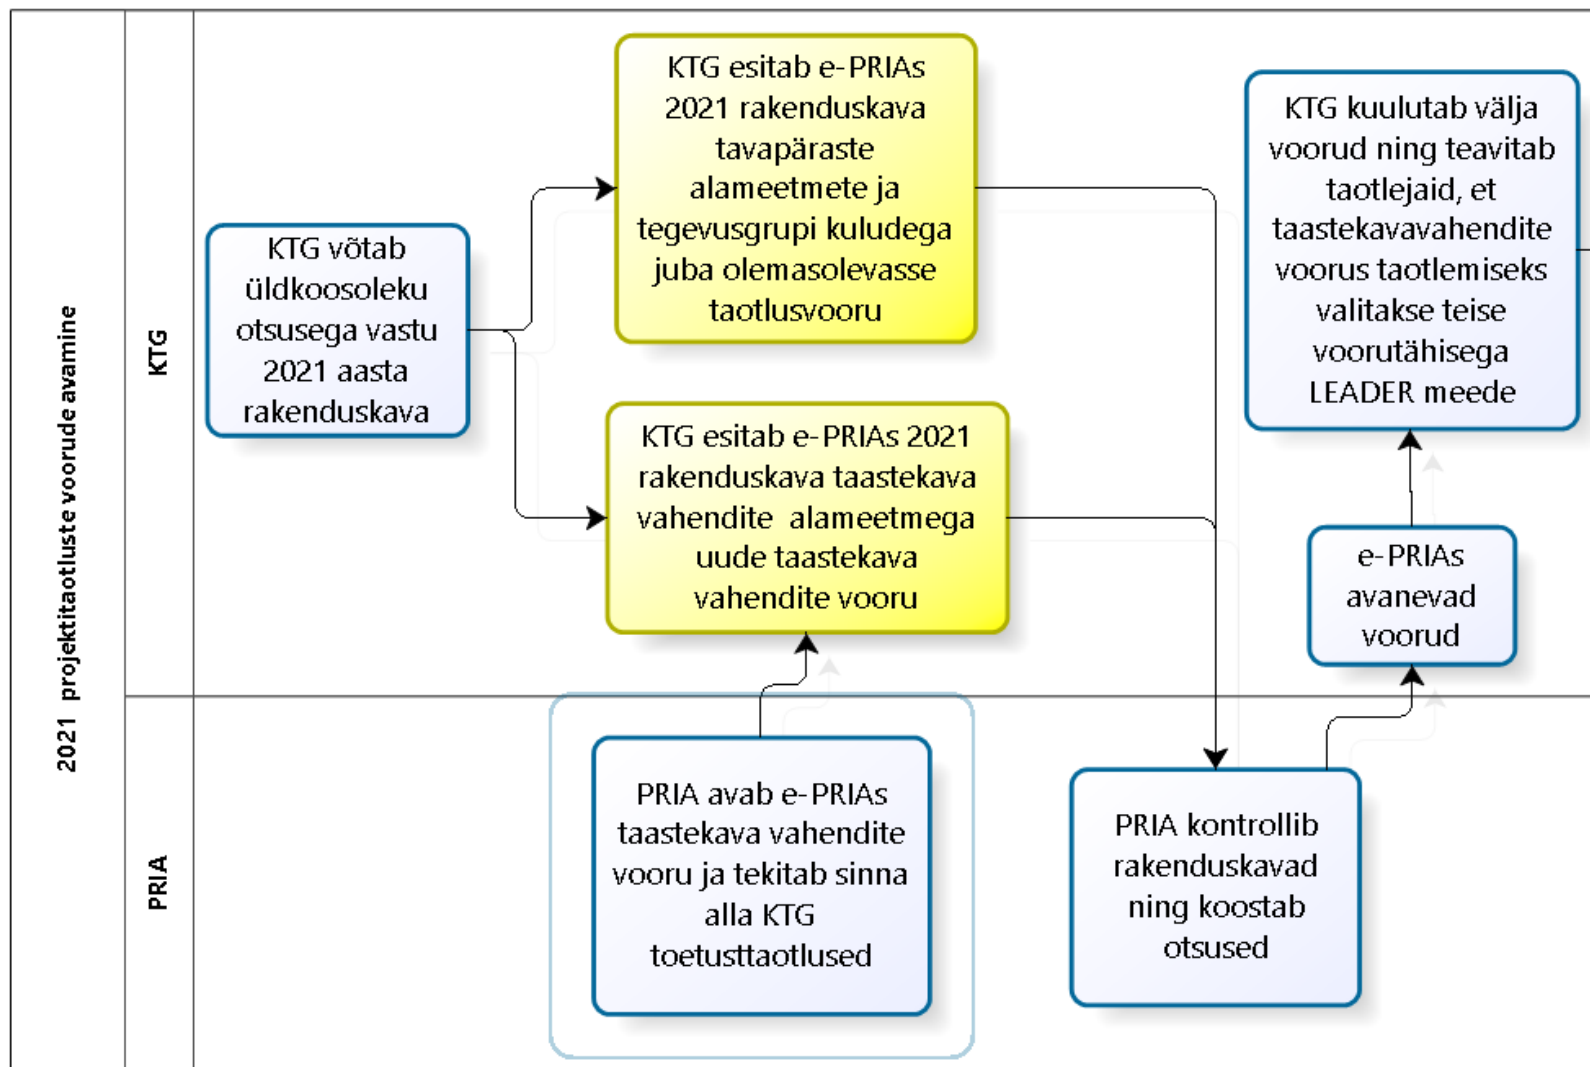 2021 projektitaotluste voorude avamine
KTG
PRIA
KTG võtab
üldkoosoleku
otsusega vastu
2021 aasta
rakenduskava
KTG esitab e-PRIAs
2021 rakenduskava
tavapäraste
alameetmete ja
tegevusgrupi kuludega
juba olemasolevasse
taotlusvooru
KTG esitab e-PRIAs 2021
rakenduskava taastekava
vahendite alameetmega
uude taastekava
vahendite vooru
KTG kuulutab välja
voorud ning teavitab
taotlejaid, et
taastekavavahendite
voorus taotlemiseks
valitakse teise
voorutähisega
LEADER meede
e-PRIAs
avanevad
voorud
PRIA avab e-PRIAs
taastekava vahendite
vooru ja tekitab sinna
alla KTG
toetusttaotlused
PRIA kontrollib
rakenduskavad
ning koostab
otsused